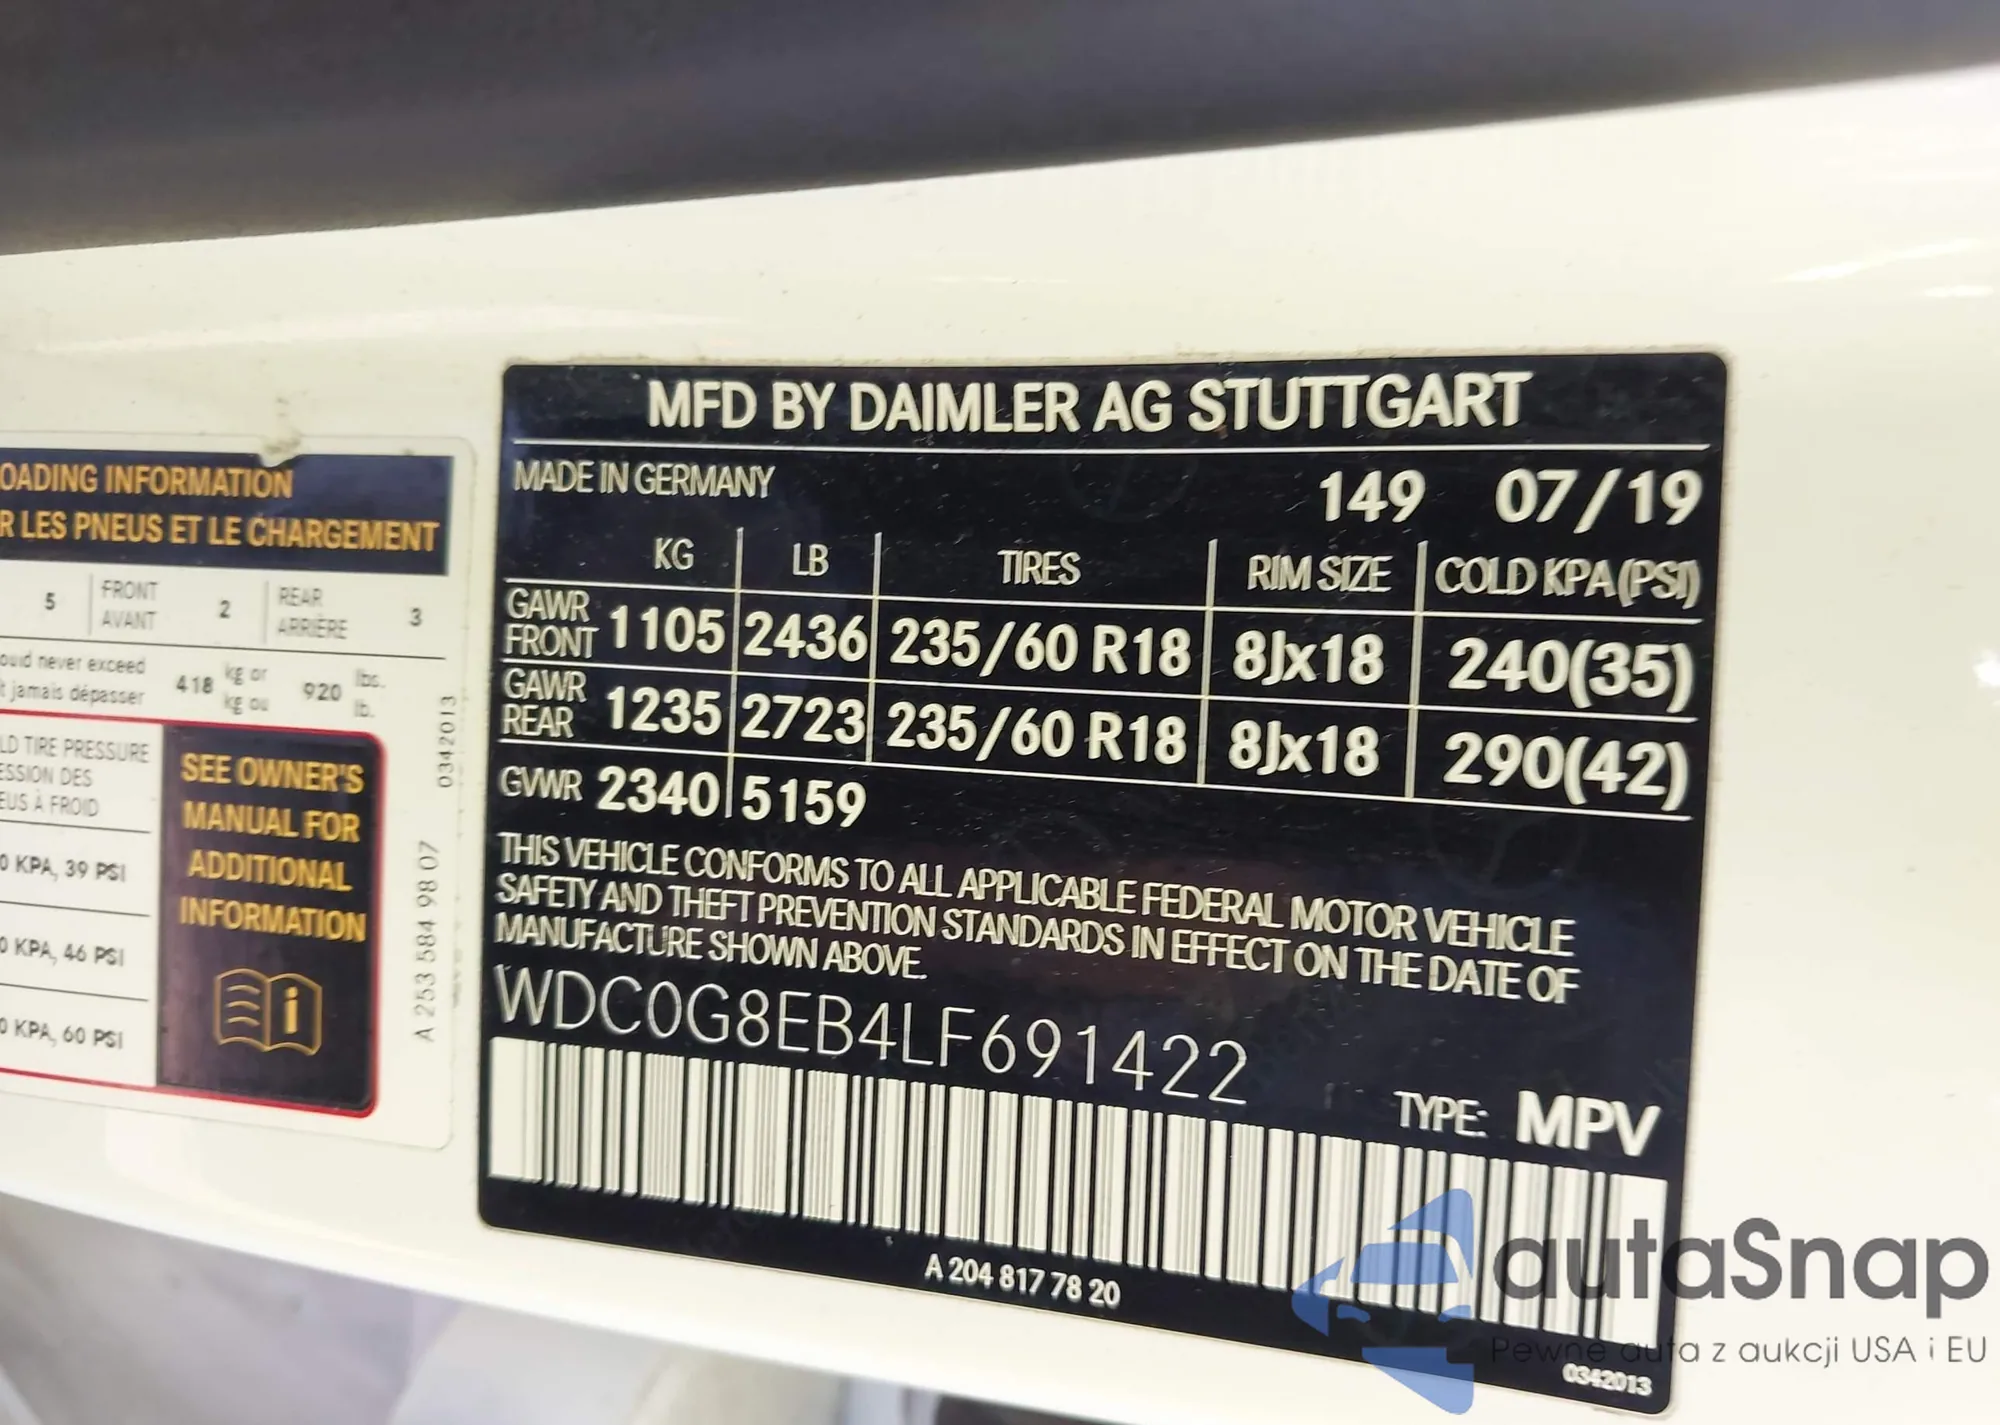 OADING INFORMATION
R LES PNEUS ET LE CHARGEMENT
5 FRONT AVANT 2 REAR ARRIÈRE 3
never exceed 418 kg or 920 lbs.
jamais dépasser kg ou lb.
LD TIRE PRESSURE
ESSION DES
EUS À FROID
0 KPA, 39 PSI
0 KPA, 46 PSI
0 KPA, 60 PSI
SEE OWNER'S
MANUAL FOR
ADDITIONAL
INFORMATION
i
0342013
A 253 584 98 07
MFD BY DAIMLER AG STUTTGART
MADE IN GERMANY 149 07/19
KG LB TIRES RIM SIZE COLD KPA(PSI)
GAWR FRONT 1105 2436 235/60 R18 8Jx18 240(35)
GAWR REAR 1235 2723 235/60 R18 8Jx18 290(42)
GVWR 2340 5159
THIS VEHICLE CONFORMS TO ALL APPLICABLE FEDERAL MOTOR VEHICLE
SAFETY AND THEFT PREVENTION STANDARDS IN EFFECT ON THE DATE OF
MANUFACTURE SHOWN ABOVE.
WDC0G8EB4LF691422
TYPE: MPV
A 204 817 78 20
0342013
autaSnap
Pewne auta z aukcji USA i EU